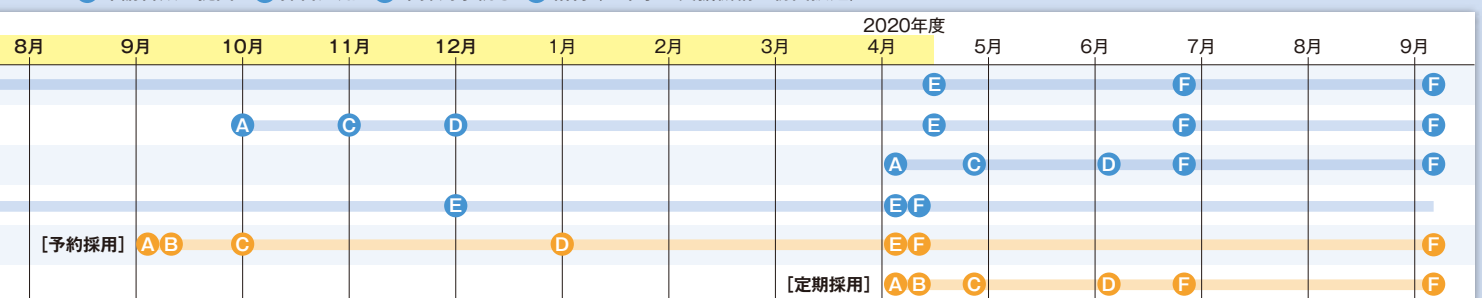 2020年度
8月 9月 10月 11月 12月 1月 2月 3月 4月 5月 6月 7月 8月 9月
E F F
A C D E F F
A C D F F
E E F
[予約採用] A B C D E F F
[定期採用] A B C D F F